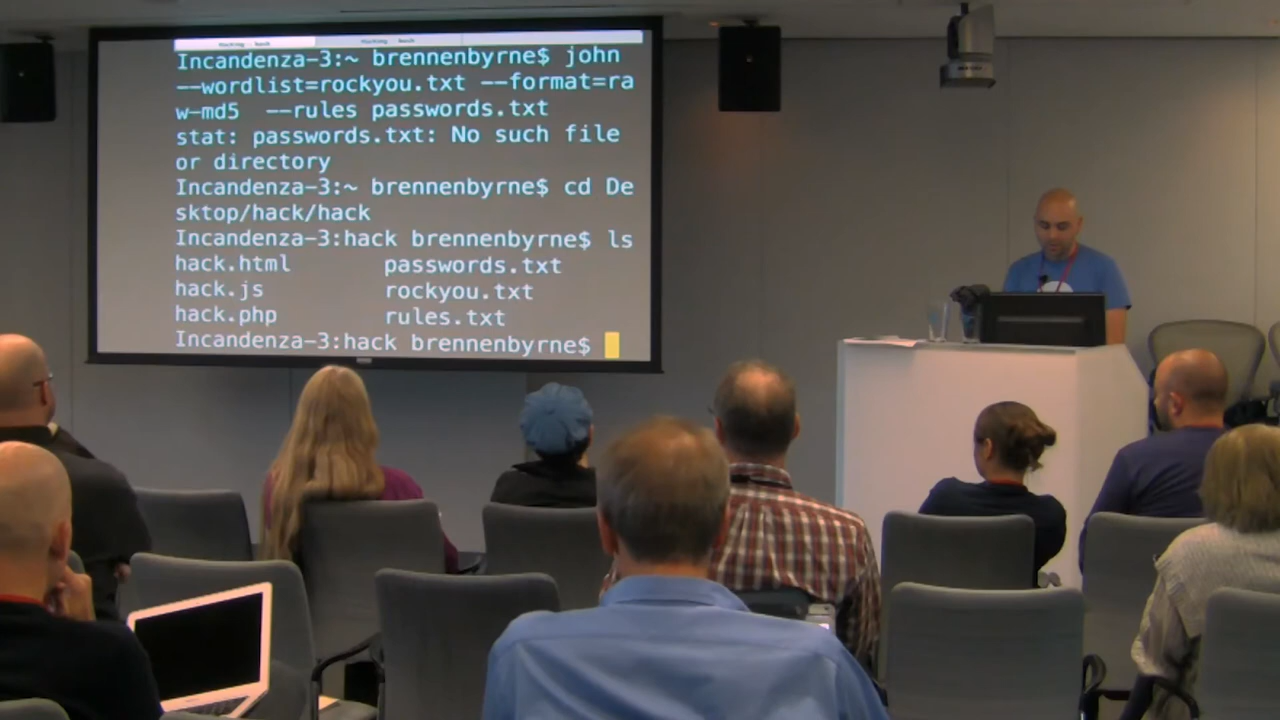 Incandenza-3:~ brennenbyrne$ john
--wordlist=rockyou.txt --format=ra
w-md5  --rules passwords.txt
stat: passwords.txt: No such file
or directory
Incandenza-3:~ brennenbyrne$ cd De
sktop/hack/hack
Incandenza-3:hack brennenbyrne$ ls
hack.html passwords.txt
hack.js rockyou.txt
hack.php rules.txt
Incandenza-3:hack brennenbyrne$